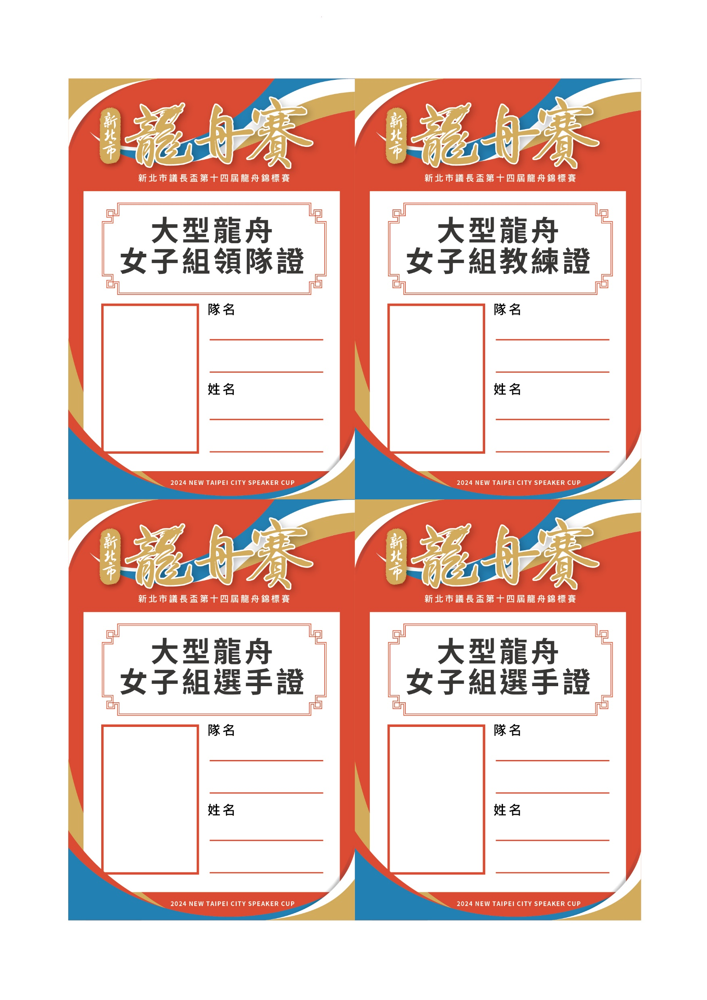 新北市
龍舟賽
新北市議長盃第十四屆龍舟錦標賽
大型龍舟
女子組領隊證
隊名
姓名
2024 NEW TAIPEI CITY SPEAKER CUP
新北市
龍舟賽
新北市議長盃第十四屆龍舟錦標賽
大型龍舟
女子組教練證
隊名
姓名
2024 NEW TAIPEI CITY SPEAKER CUP
新北市
龍舟賽
新北市議長盃第十四屆龍舟錦標賽
大型龍舟
女子組選手證
隊名
姓名
2024 NEW TAIPEI CITY SPEAKER CUP
新北市
龍舟賽
新北市議長盃第十四屆龍舟錦標賽
大型龍舟
女子組選手證
隊名
姓名
2024 NEW TAIPEI CITY SPEAKER CUP